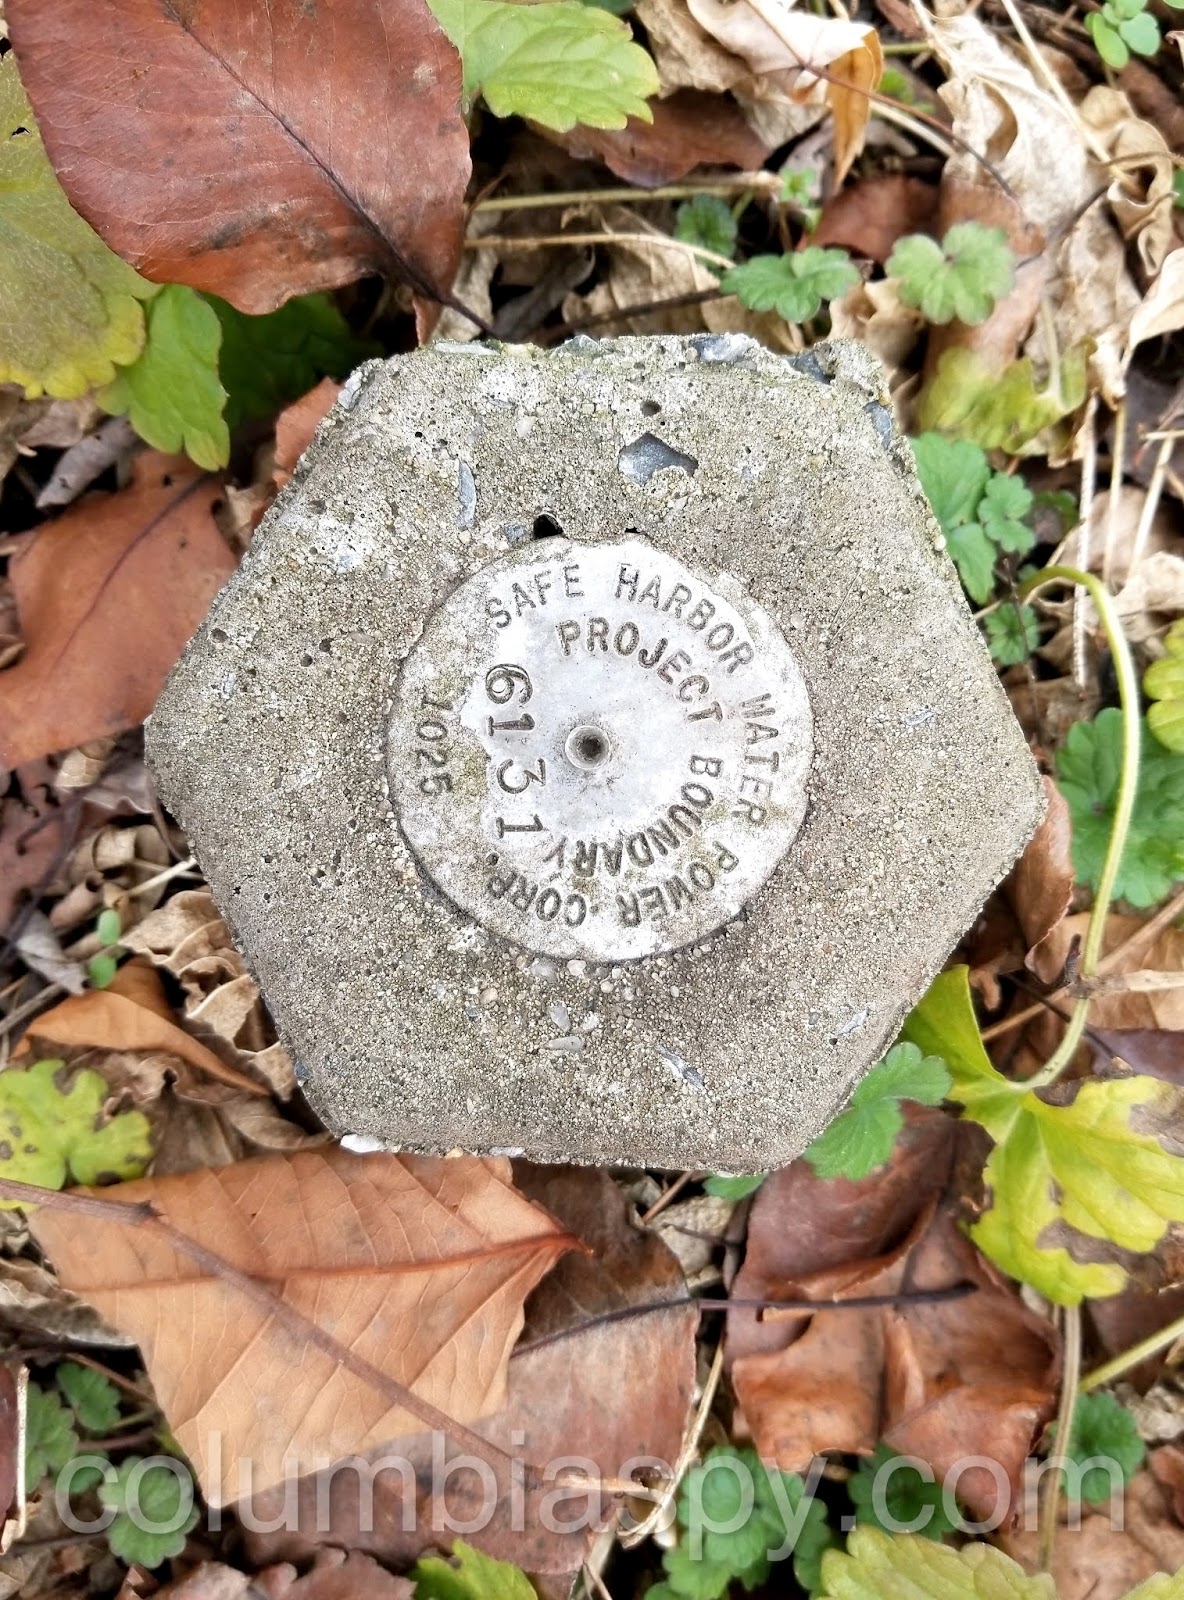 SAFE HARBOR WATER POWER CORP.
PROJECT BOUNDARY
6131
1025
columbiaspy.com